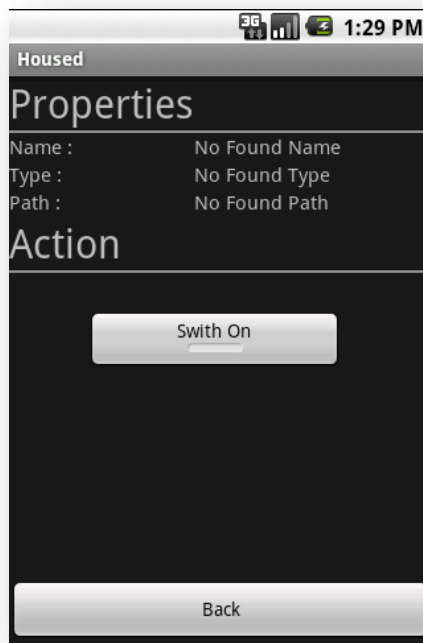 3G 1:29 PM
Housed
Properties
Name : No Found Name
Type : No Found Type
Path : No Found Path
Action
Swith On
Back